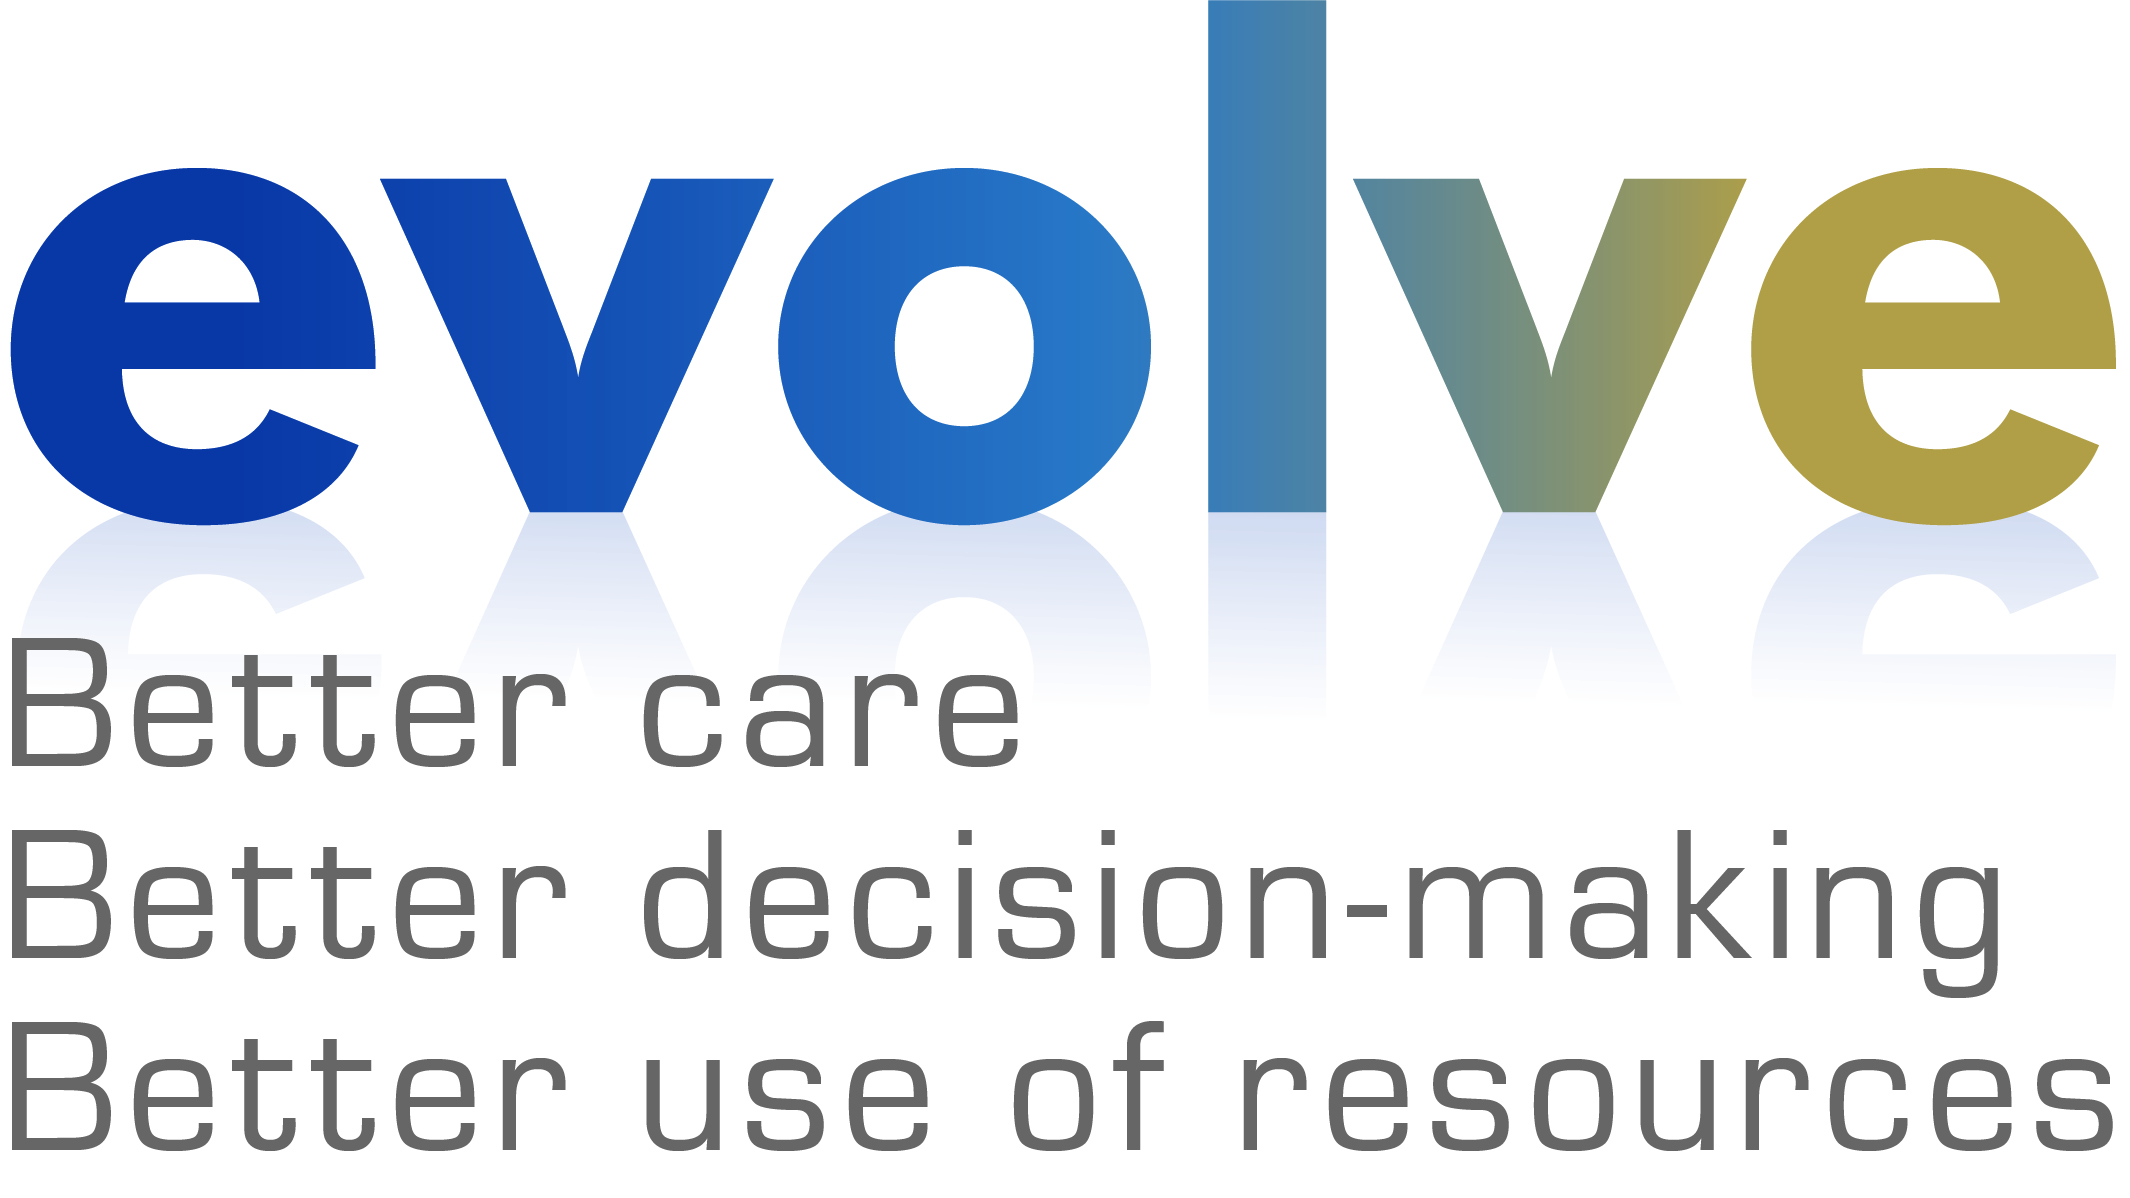 evolve
Better care
Better decision-making
Better use of resources